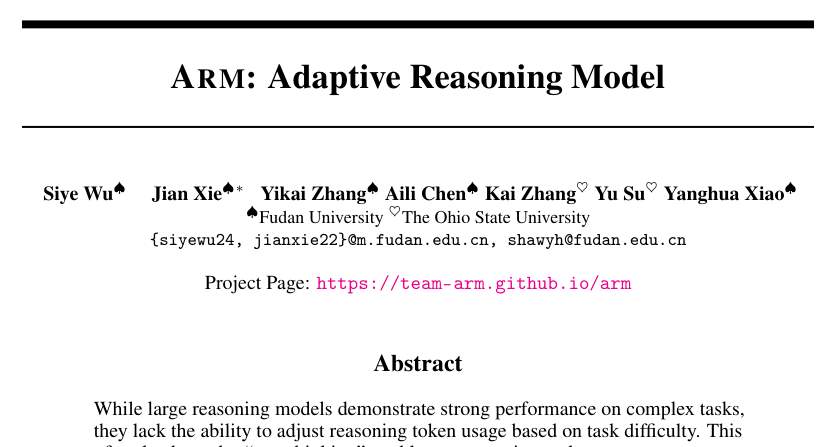 ARM: Adaptive Reasoning Model
Siye Wu♠ Jian Xie♠* Yikai Zhang♠ Aili Chen♠ Kai Zhang♡ Yu Su♡ Yanghua Xiao♠
♠Fudan University ♡The Ohio State University
{siyewu24, jianxie22}@m.fudan.edu.cn, shawyh@fudan.edu.cn
Project Page: https://team-arm.github.io/arm
Abstract
While large reasoning models demonstrate strong performance on complex tasks,
they lack the ability to adjust reasoning token usage based on task difficulty. This